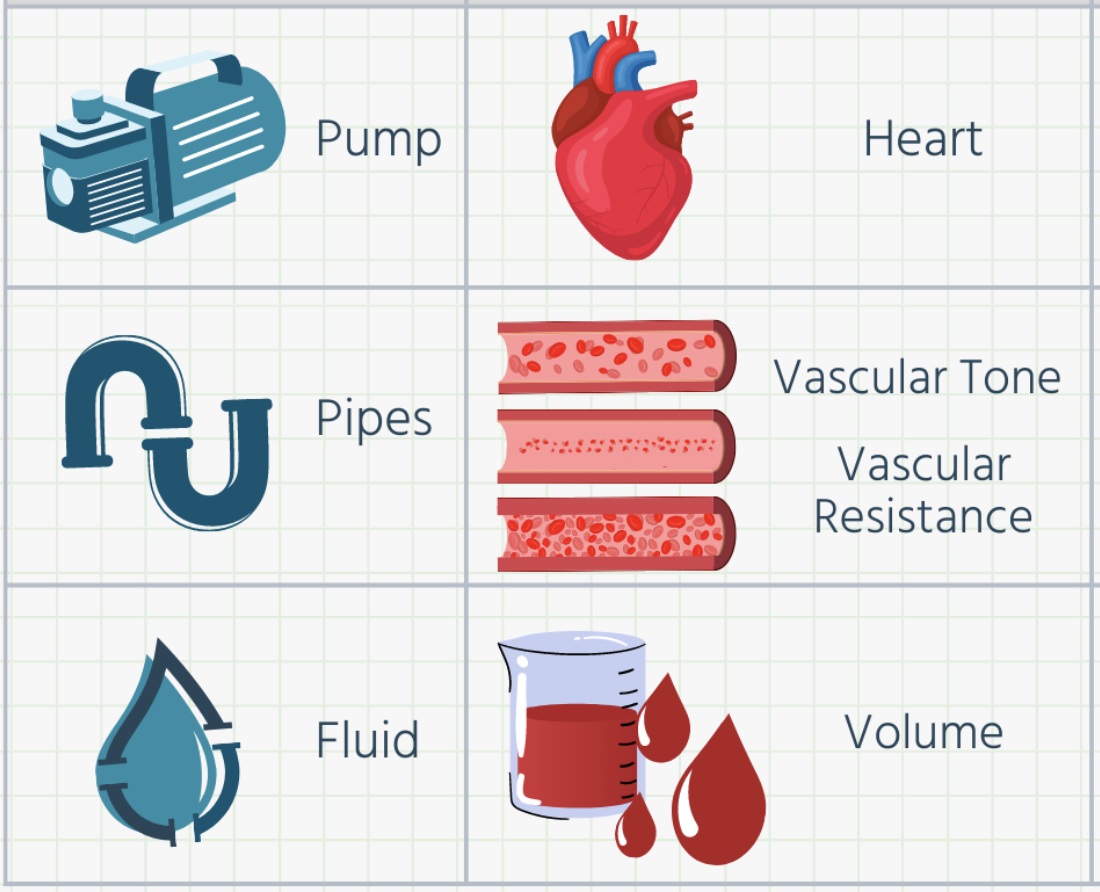 Pump
Heart
Pipes
Vascular Tone
Vascular
Resistance
Fluid
Volume